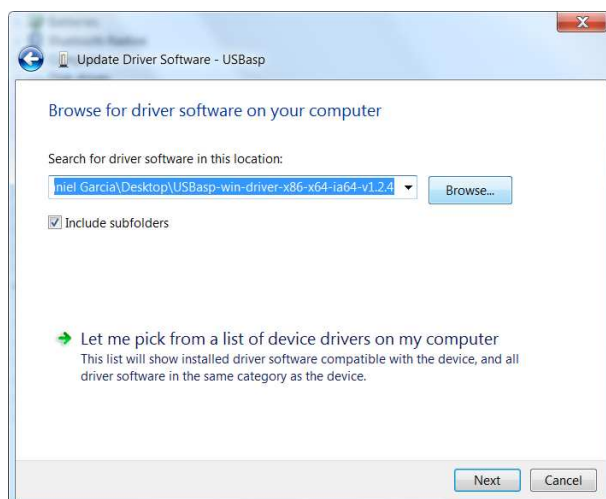 Update Driver Software - USBasp
Browse for driver software on your computer
Search for driver software in this location:
niel Garcia\Desktop\USBasp-win-driver-x86-x64-ia64-v1.2.4
Browse...
Include subfolders
Let me pick from a list of device drivers on my computer
This list will show installed driver software compatible with the device, and all
driver software in the same category as the device.
Next
Cancel